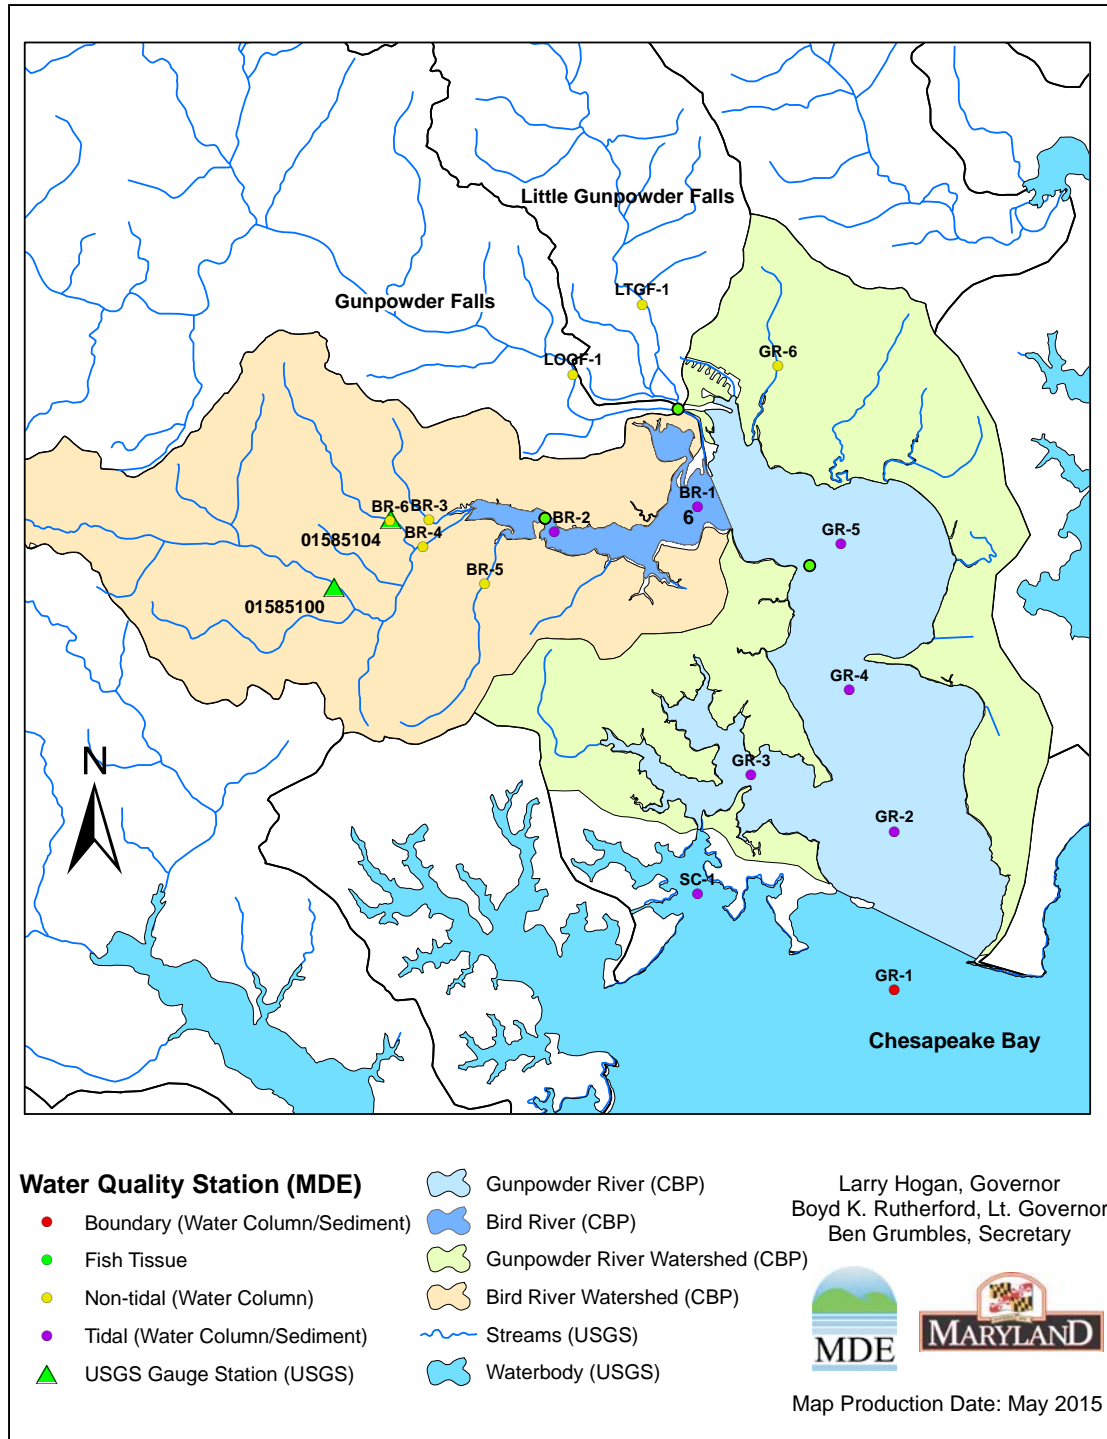 Little Gunpowder Falls
LTGF-1
Gunpowder Falls
LOGF-1
GR-6
BR-6
BR-3
BR-1
6
BR-2
GR-5
01585104
BR-4
BR-5
01585100
GR-4
N
GR-3
GR-2
SC-1
GR-1
Chesapeake Bay
Water Quality Station (MDE)
Boundary (Water Column/Sediment)
Fish Tissue
Non-tidal (Water Column)
Tidal (Water Column/Sediment)
USGS Gauge Station (USGS)
Gunpowder River (CBP)
Bird River (CBP)
Gunpowder River Watershed (CBP)
Bird River Watershed (CBP)
Streams (USGS)
Waterbody (USGS)
Larry Hogan, Governor
Boyd K. Rutherford, Lt. Governor
Ben Grumbles, Secretary
MDE
MARYLAND
Map Production Date: May 2015